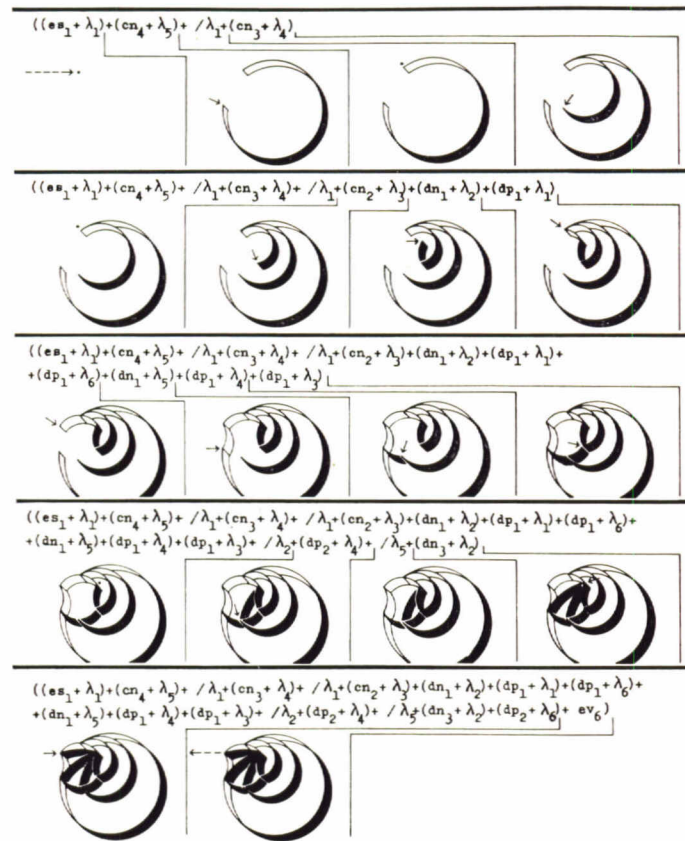 ((es₁+ λ₁)+(cn₄+ λ₅)+ /λ₁+(cn₃+ λ₄)
((es₁+ λ₁)+(cn₄+ λ₅)+ /λ₁+(cn₃+ λ₄)+ /λ₁+(cn₂+ λ₃)+(dn₁+ λ₂)+(dp₁+ λ₁)
((es₁+ λ₁)+(cn₄+ λ₅)+ /λ₁+(cn₃+ λ₄)+ /λ₁+(cn₂+ λ₃)+(dn₁+ λ₂)+(dp₁+ λ₁)+
+(dp₁+ λ₆)+(dn₁+ λ₅)+(dp₁+ λ₄)+(dp₁+ λ₃)
((es₁+ λ₁)+(cn₄+ λ₅)+ /λ₁+(cn₃+ λ₄)+ /λ₁+(cn₂+ λ₃)+(dn₁+ λ₂)+(dp₁+ λ₁)+(dp₁+ λ₆)+
+(dn₁+ λ₅)+(dp₁+ λ₄)+(dp₁+ λ₃)+ /λ₂+(dp₂+ λ₄)+ /λ₅+(dn₃+ λ₂)
((es₁+ λ₁)+(cn₄+ λ₅)+ /λ₁+(cn₃+ λ₄)+ /λ₁+(cn₂+ λ₃)+(dn₁+ λ₂)+(dp₁+ λ₁)+(dp₁+ λ₆)+
+(dn₁+ λ₅)+(dp₁+ λ₄)+(dp₁+ λ₃)+ /λ₂+(dp₂+ λ₄)+ /λ₅+(dn₃+ λ₂)+(dp₂+ λ₆)+ ev₆)